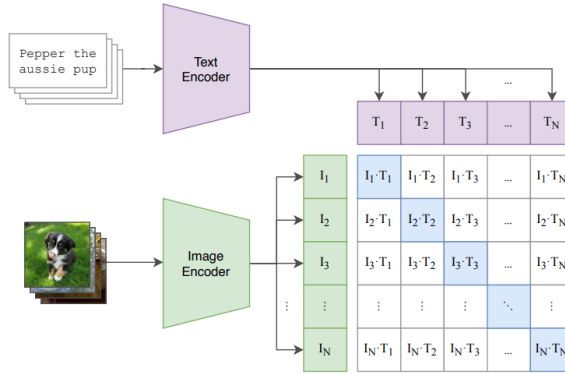 Pepper the
aussie pup
Text
Encoder
...
T1 T2 T3 ... TN
Image
Encoder
I1 I1·T1 I1·T2 I1·T3 ... I1·TN
I2 I2·T1 I2·T2 I2·T3 ... I2·TN
I3 I3·T1 I3·T2 I3·T3 ... I3·TN
⋮ ⋮ ⋮ ⋮ ⋮ ⋱ ⋮
IN IN·T1 IN·T2 IN·T3 ... IN·TN